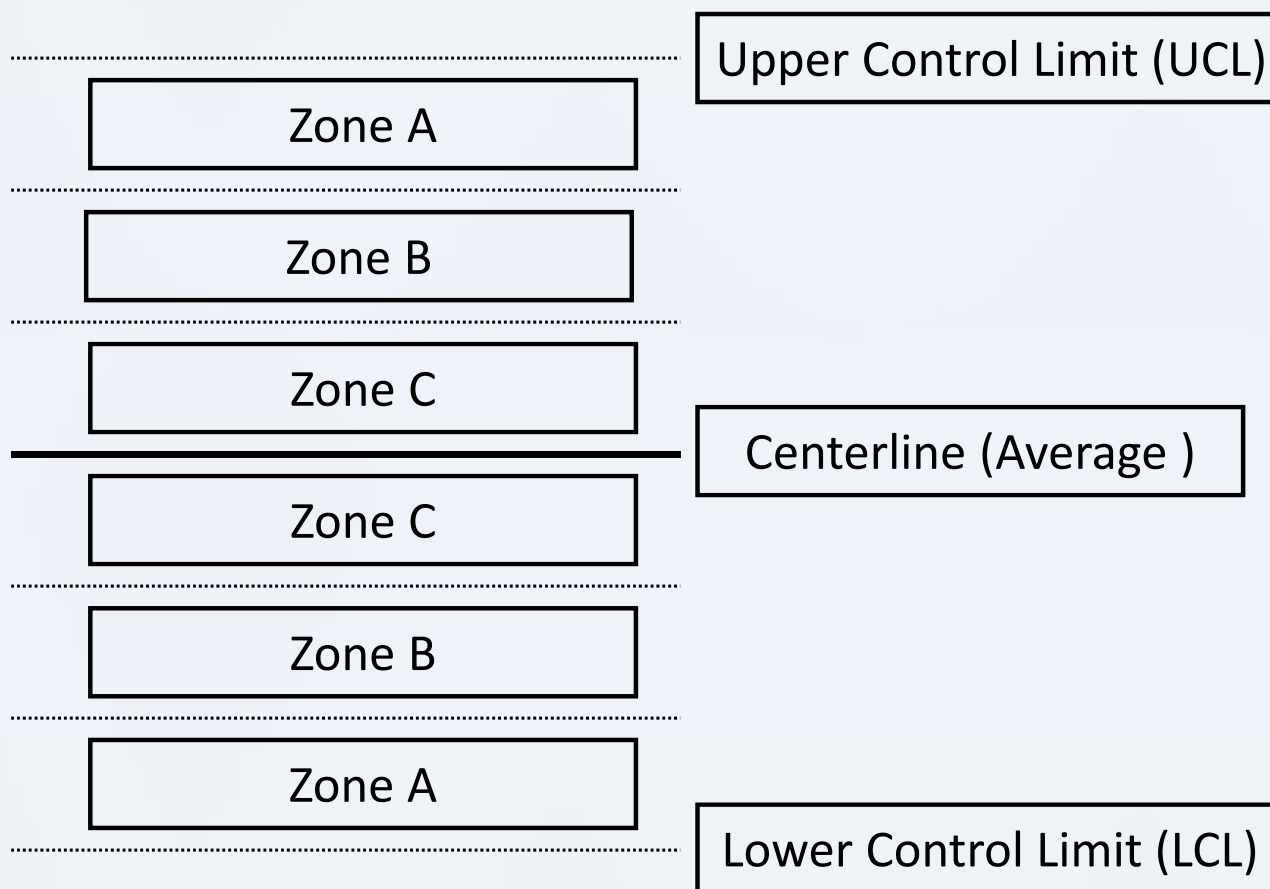 Upper Control Limit (UCL)
Zone A
Zone B
Zone C
Centerline (Average )
Zone C
Zone B
Zone A
Lower Control Limit (LCL)